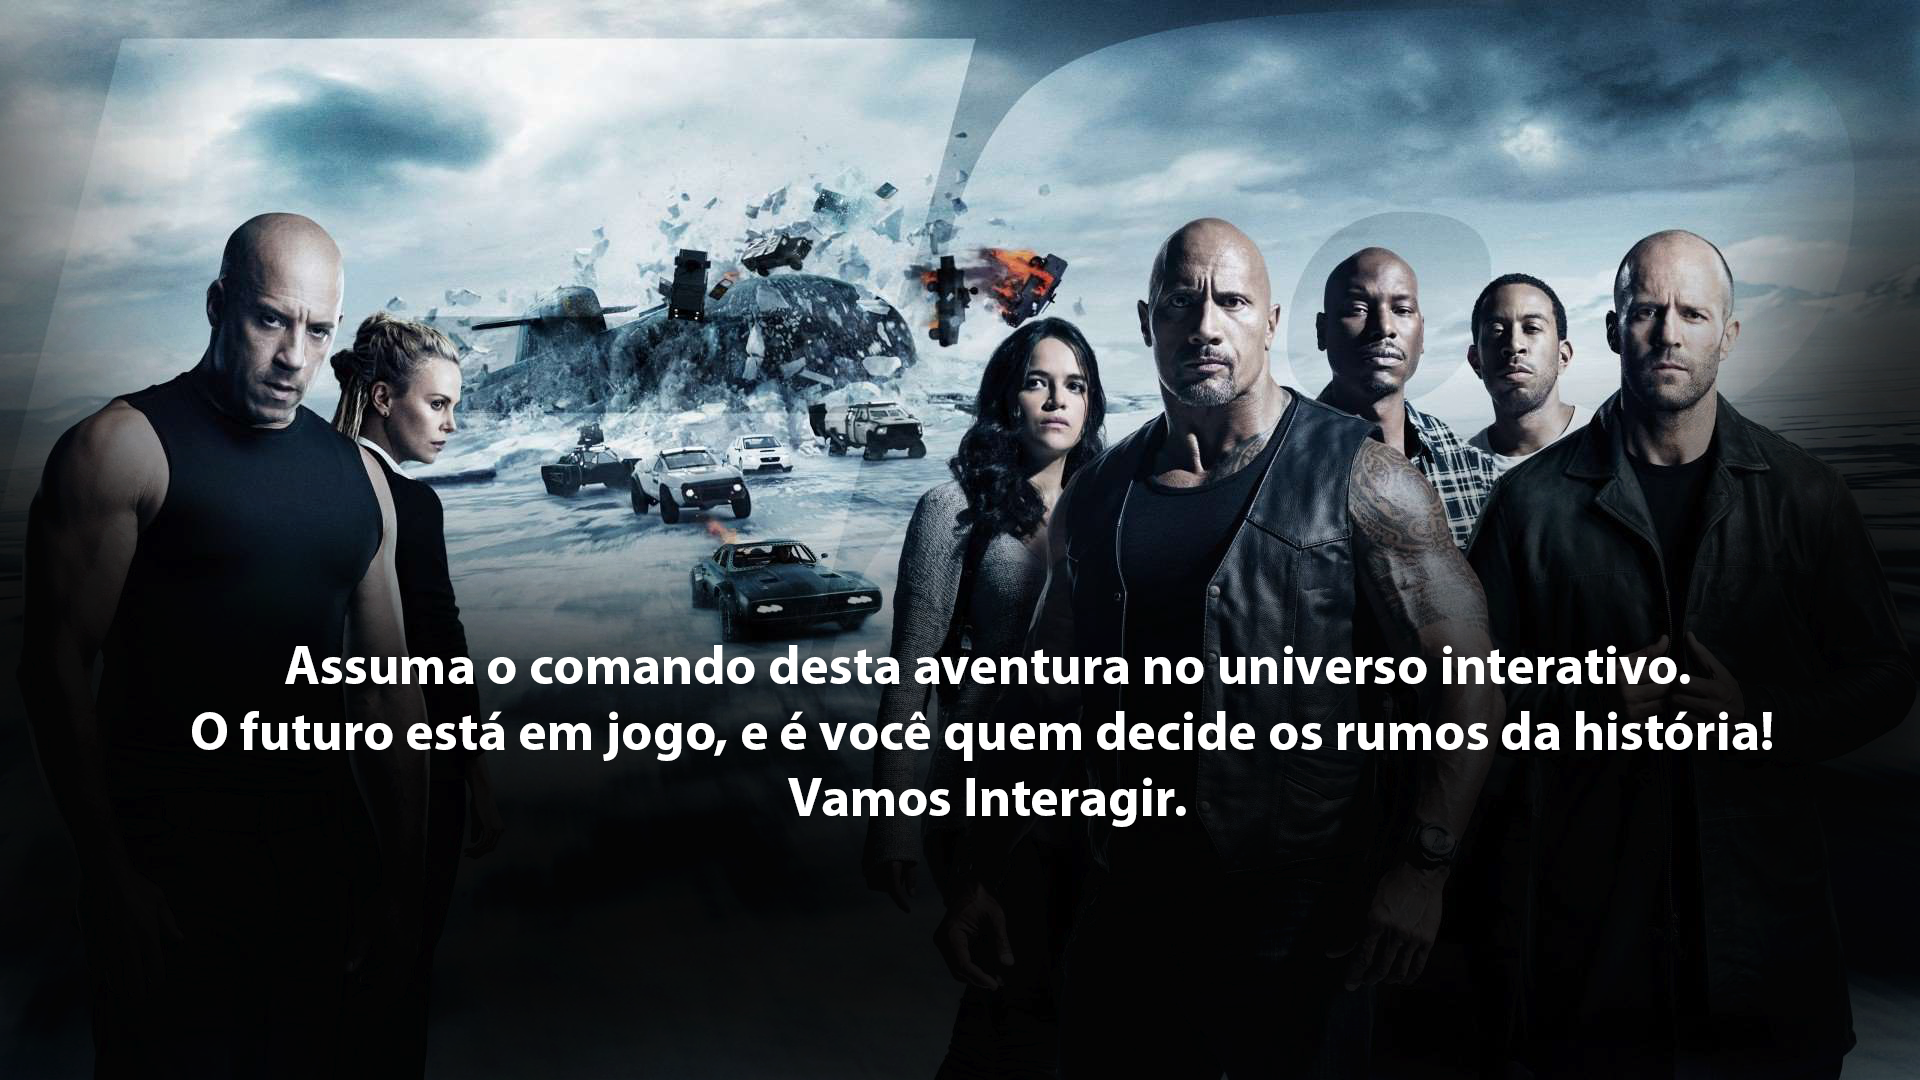 Assuma o comando desta aventura no universo interativo.
O futuro está em jogo, e é você quem decide os rumos da história!
Vamos Interagir.